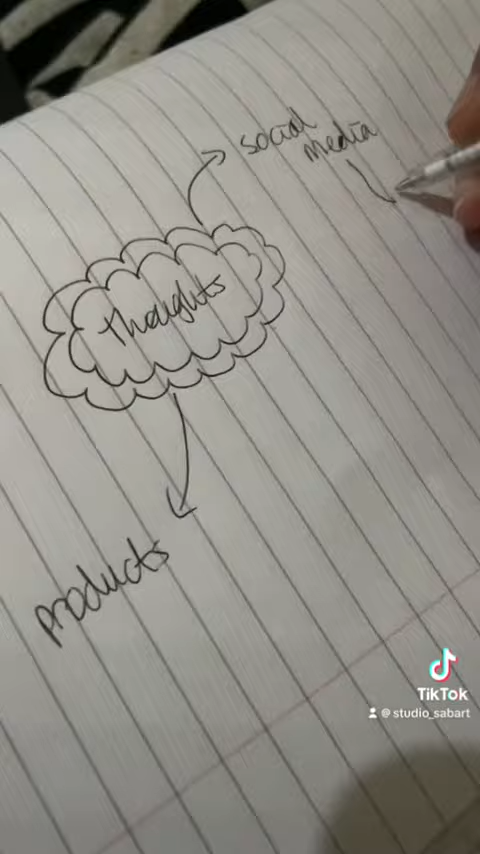 social
media
Thoughts
products
TikTok
@studio_sabart